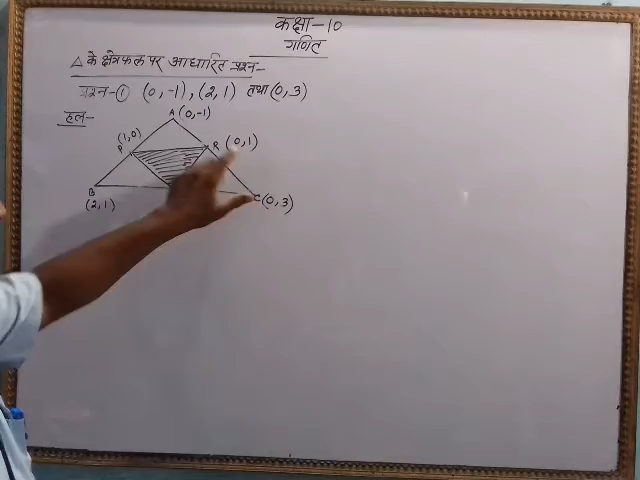 कक्षा-10
गणित
△ के क्षेत्रफल पर आधारित प्रश्न-
प्रश्न-① (0, -1), (2, 1) तथा (0, 3)
हल-
A (0, -1)
(1, 0)
P
R (0, 1)
B
(2, 1)
C (0, 3)